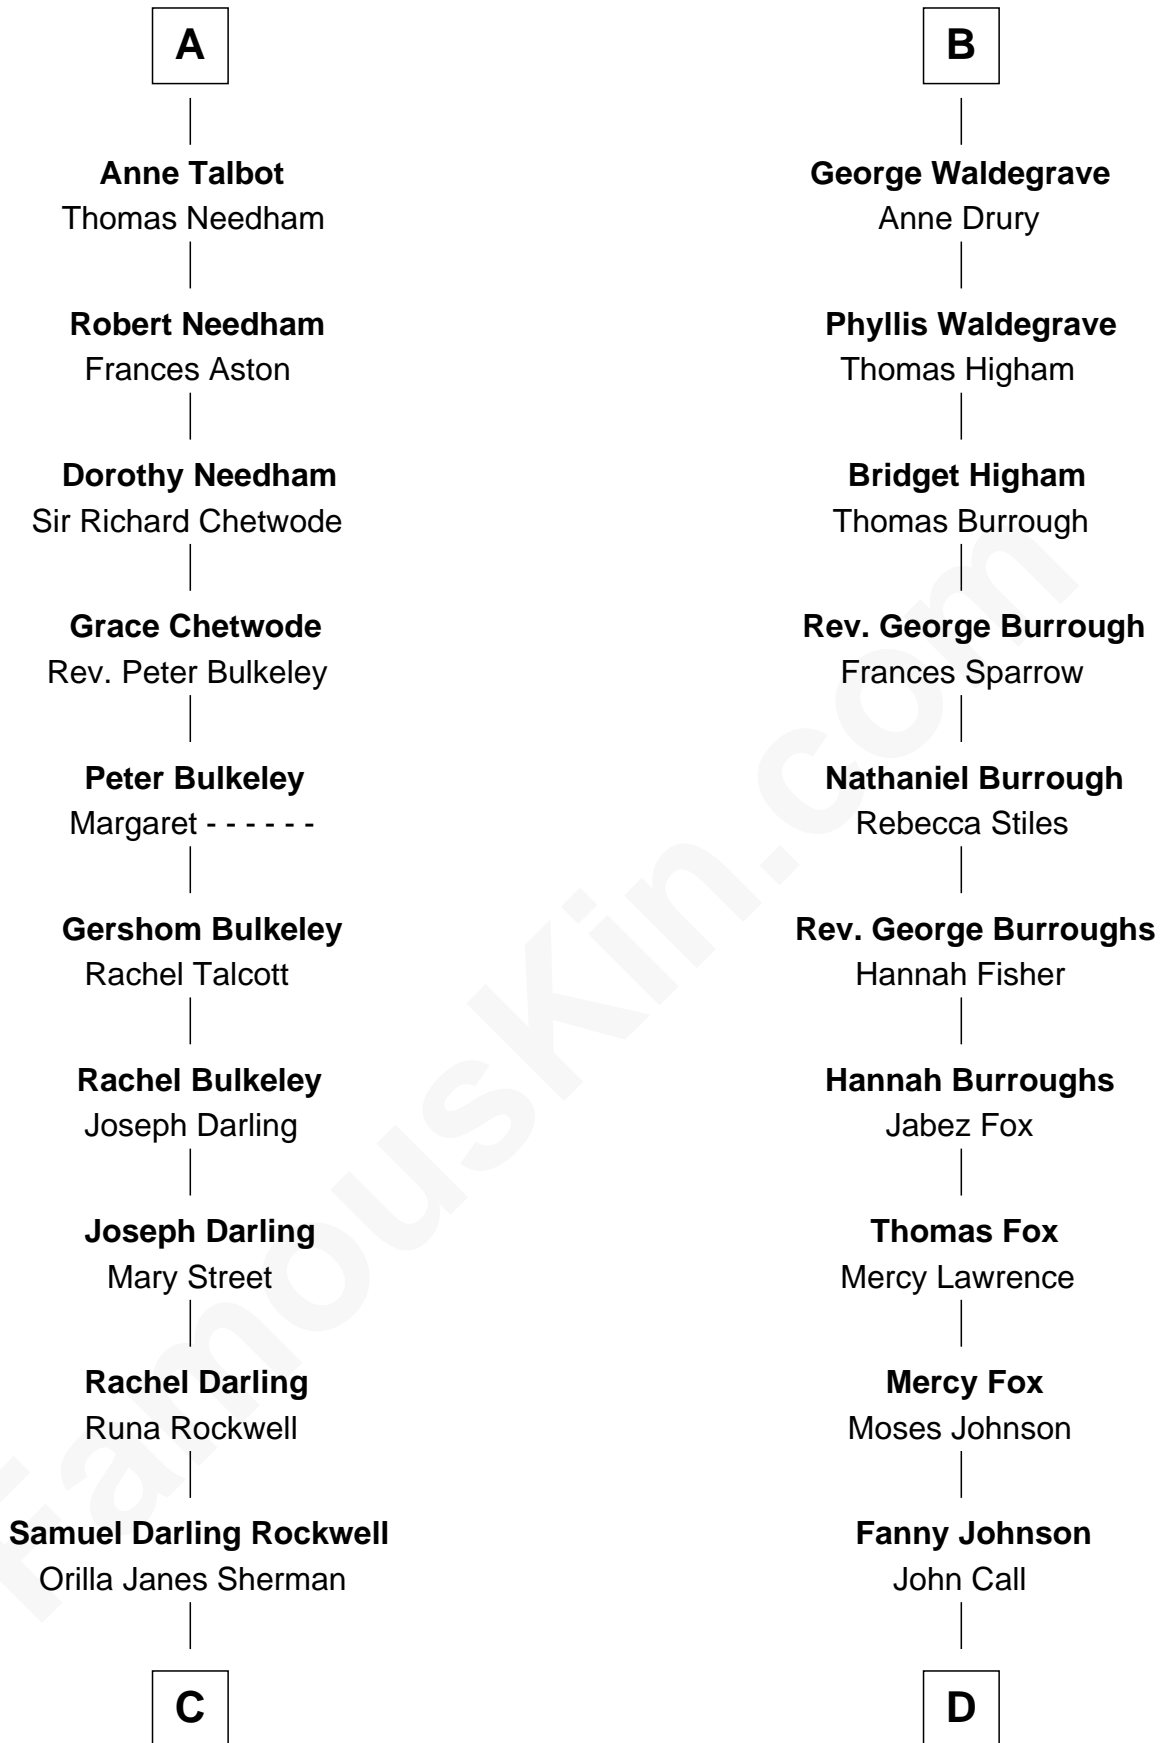 A
Anne Talbot
Thomas Needham
Robert Needham
Frances Aston
Dorothy Needham
Sir Richard Chetwode
Grace Chetwode
Rev. Peter Bulkeley
Peter Bulkeley
Margaret - - - - - -
Gershom Bulkeley
Rachel Talcott
Rachel Bulkeley
Joseph Darling
Joseph Darling
Mary Street
Rachel Darling
Runa Rockwell
Samuel Darling Rockwell
Orilla Janes Sherman
C
B
George Waldegrave
Anne Drury
Phyllis Waldegrave
Thomas Higham
Bridget Higham
Thomas Burrough
Rev. George Burrough
Frances Sparrow
Nathaniel Burrough
Rebecca Stiles
Rev. George Burroughs
Hannah Fisher
Hannah Burroughs
Jabez Fox
Thomas Fox
Mercy Lawrence
Mercy Fox
Moses Johnson
Fanny Johnson
John Call
D
FamousKin.com